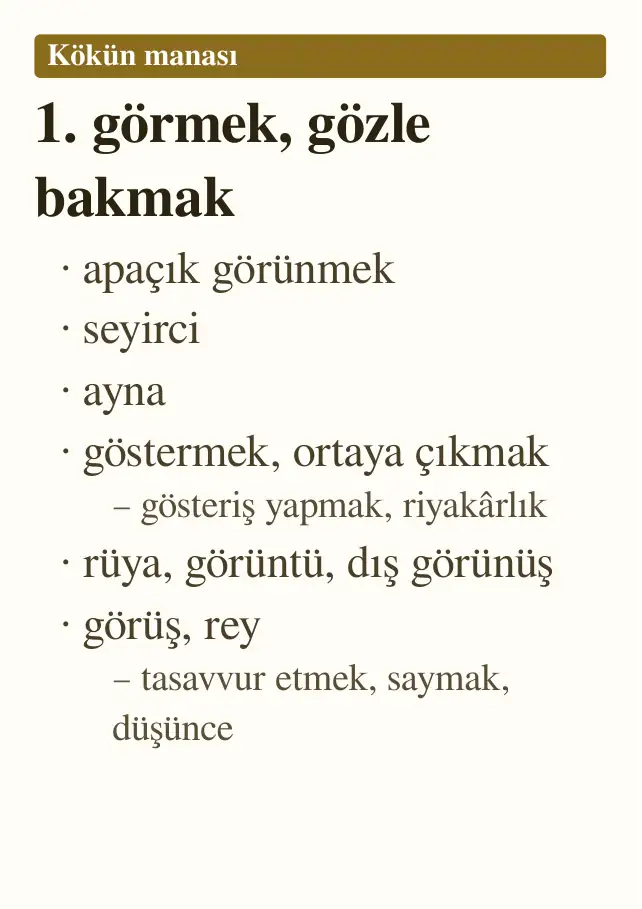 Kökün manası
1. görmek, gözle
bakmak
· apaçık görünmek
· seyirci
· ayna
· göstermek, ortaya çıkmak
– gösteriş yapmak, riyakârlık
· rüya, görüntü, dış görünüş
· görüş, rey
– tasavvur etmek, saymak,
düşünce